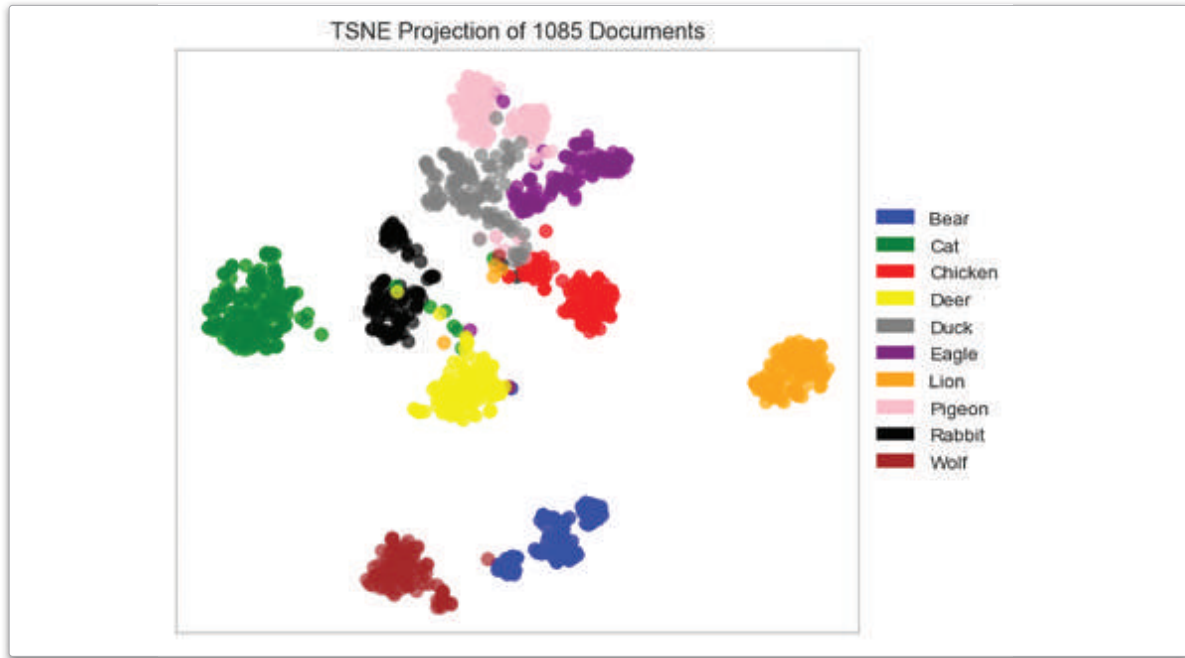 TSNE Projection of 1085 Documents
Bear
Cat
Chicken
Deer
Duck
Eagle
Lion
Pigeon
Rabbit
Wolf